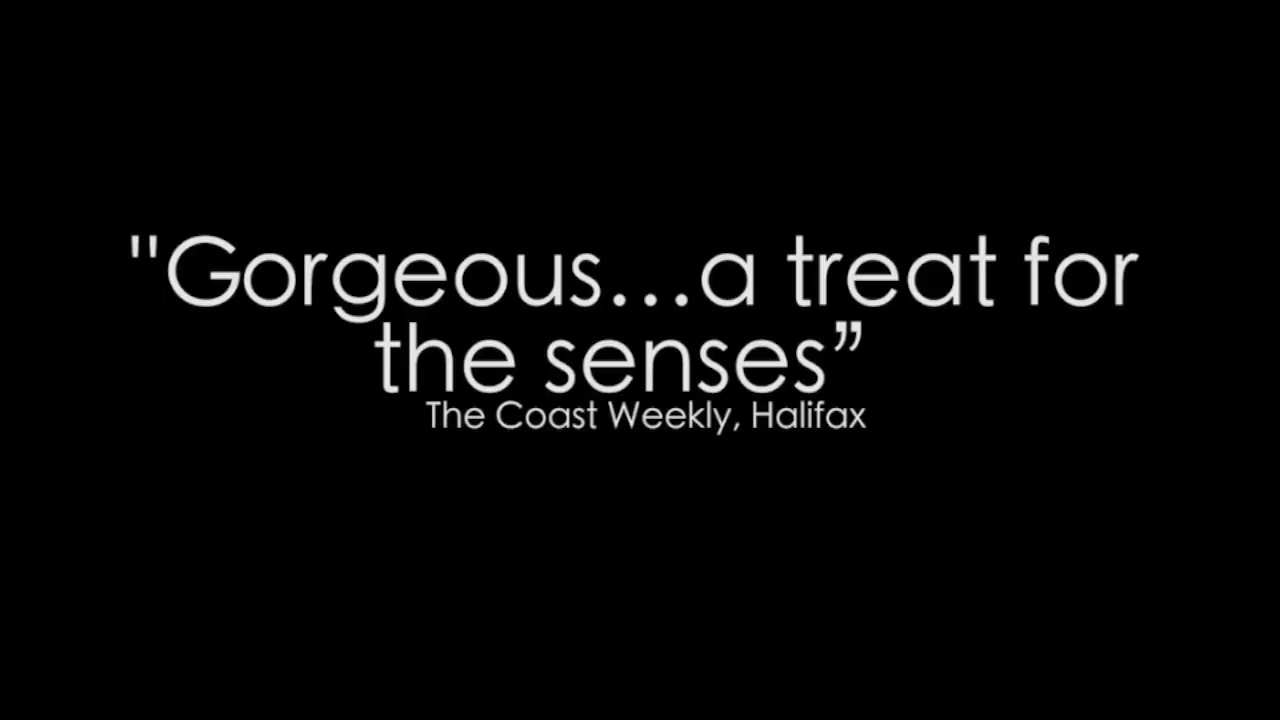 "Gorgeous...a treat for
the senses”
The Coast Weekly, Halifax